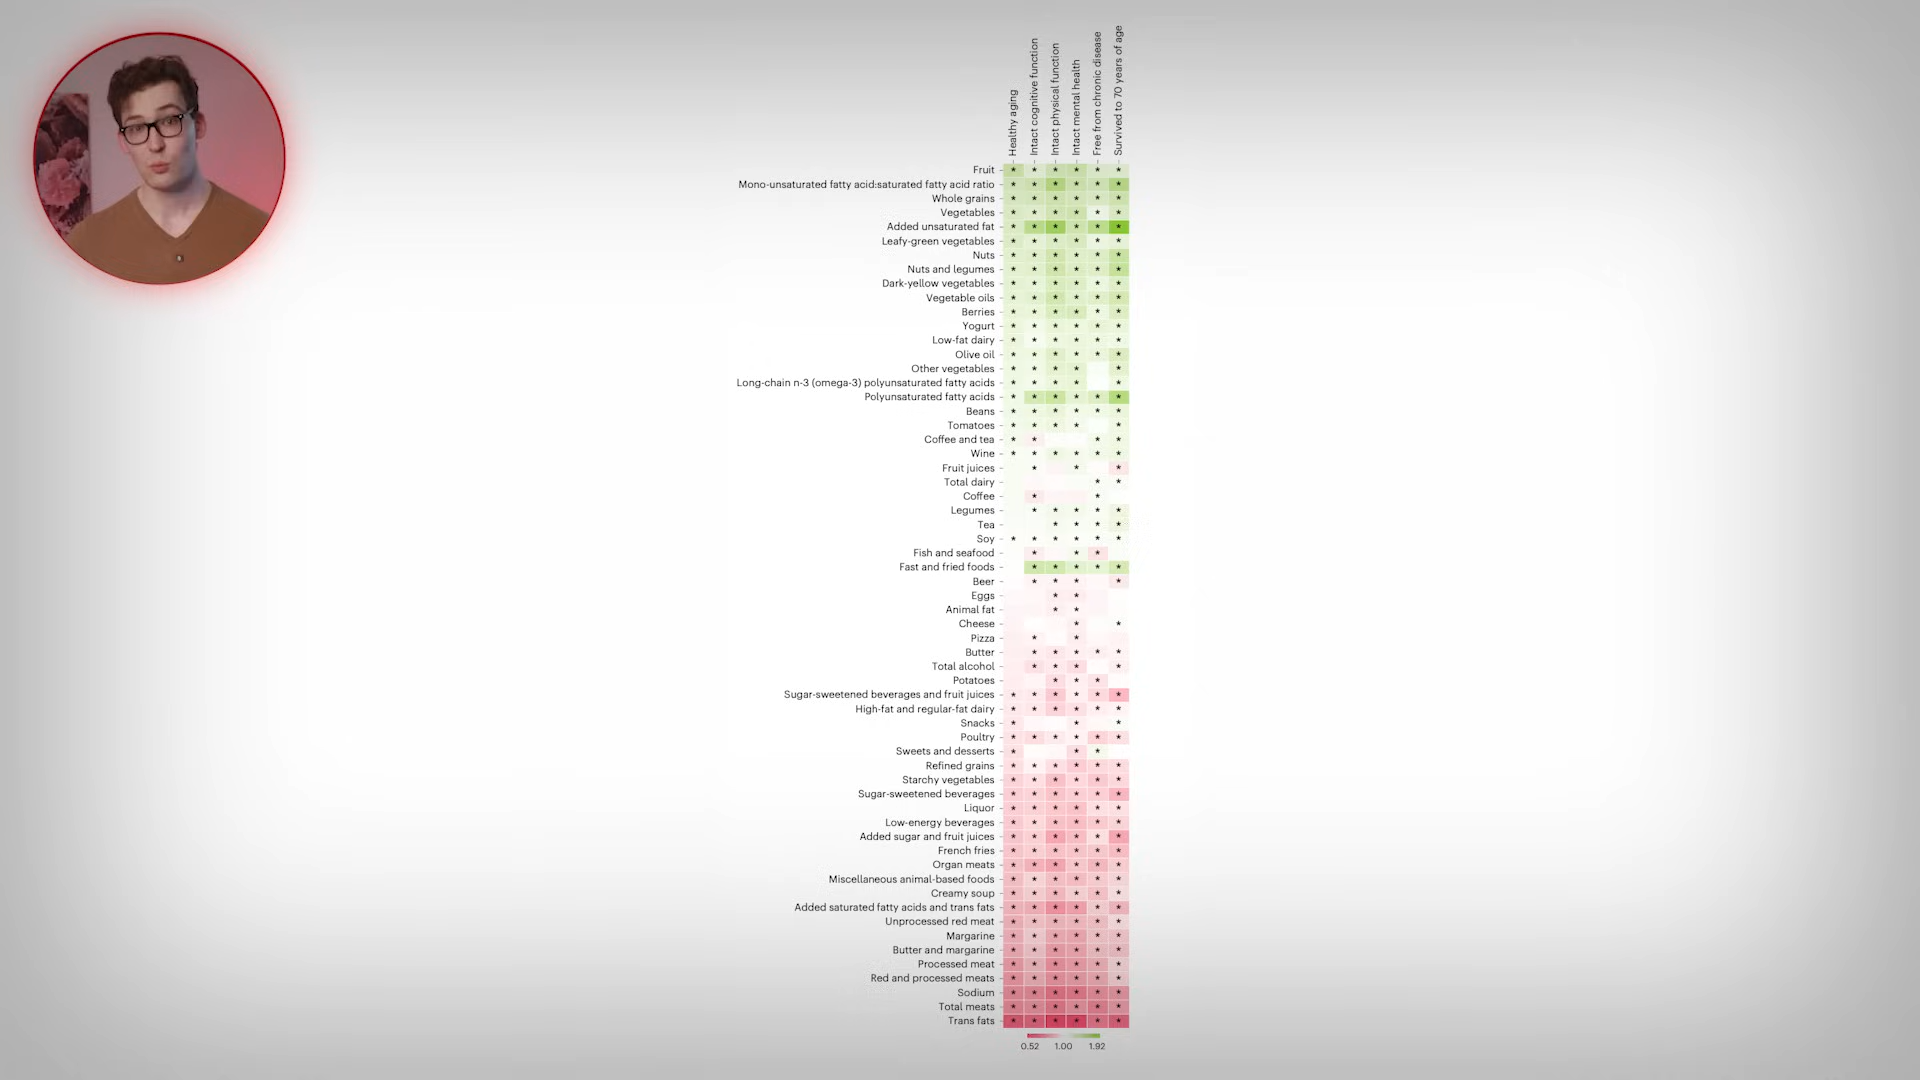 Healthy aging
Intact cognitive function
Intact physical function
Intact mental health
Free from chronic disease
Survived to 70 years of age
Fruit * * * * * *
Mono-unsaturated fatty acid:saturated fatty acid ratio * * * * * *
Whole grains * * * * * *
Vegetables * * * * * *
Added unsaturated fat * * * * * *
Leafy-green vegetables * * * * * *
Nuts * * * * * *
Nuts and legumes * * * * * *
Dark-yellow vegetables * * * * * *
Vegetable oils * * * * * *
Berries * * * * * *
Yogurt * * * * * *
Low-fat dairy * * * * * *
Olive oil * * * * * *
Other vegetables * * * * *
Long-chain n-3 (omega-3) polyunsaturated fatty acids * * * * *
Polyunsaturated fatty acids * * * * * *
Beans * * * * * *
Tomatoes * * * * *
Coffee and tea * * * *
Wine * * * * * *
Fruit juices * * *
Total dairy * *
Coffee * *
Legumes * * * * *
Tea * * * *
Soy * * * * * *
Fish and seafood * * *
Fast and fried foods * * * * *
Beer * * * *
Eggs * *
Animal fat * *
Cheese * *
Pizza * *
Butter * * * * *
Total alcohol * * * *
Potatoes * * *
Sugar-sweetened beverages and fruit juices * * * * * *
High-fat and regular-fat dairy * * * * * *
Snacks * * *
Poultry * * * * * *
Sweets and desserts * * *
Refined grains * * * * * *
Starchy vegetables * * * * * *
Sugar-sweetened beverages * * * * * *
Liquor * * * * * *
Low-energy beverages * * * * * *
Added sugar and fruit juices * * * * * *
French fries * * * * * *
Organ meats * * * * * *
Miscellaneous animal-based foods * * * * * *
Creamy soup * * * * * *
Added saturated fatty acids and trans fats * * * * * *
Unprocessed red meat * * * * * *
Margarine * * * * * *
Butter and margarine * * * * * *
Processed meat * * * * * *
Red and processed meats * * * * * *
Sodium * * * * * *
Total meats * * * * * *
Trans fats * * * * * *
0.52 1.00 1.92